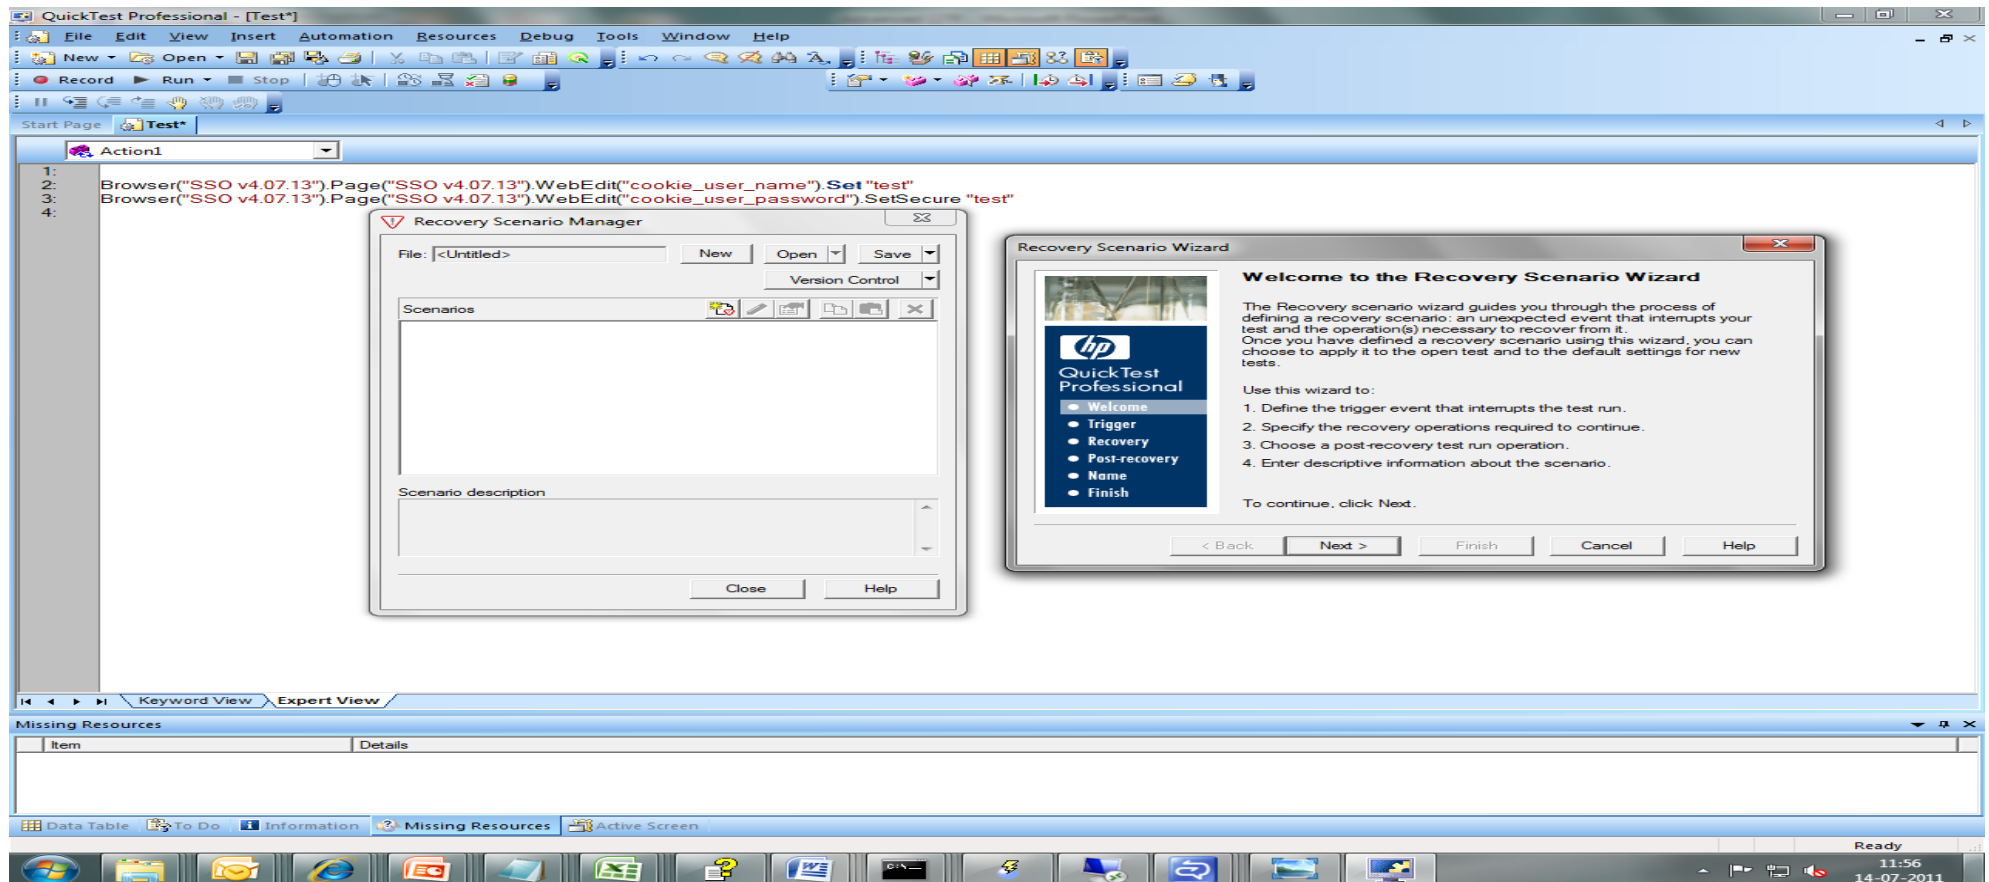 QuickTest Professional - [Test*]
File Edit View Insert Automation Resources Debug Tools Window Help
New Open
Record Run Stop
Start Page Test*
Action1
1:
2: Browser("SSO v4.07.13").Page("SSO v4.07.13").WebEdit("cookie_user_name").Set "test"
3: Browser("SSO v4.07.13").Page("SSO v4.07.13").WebEdit("cookie_user_password").SetSecure "test"
4:
Recovery Scenario Manager
File: <Untitled> New Open Save
Version Control
Scenarios
Scenario description
Close Help
Recovery Scenario Wizard
hp
QuickTest
Professional
Welcome
Trigger
Recovery
Post-recovery
Name
Finish
Welcome to the Recovery Scenario Wizard
The Recovery scenario wizard guides you through the process of
defining a recovery scenario: an unexpected event that interrupts your
test and the operation(s) necessary to recover from it.
Once you have defined a recovery scenario using this wizard, you can
choose to apply it to the open test and to the default settings for new
tests.
Use this wizard to:
1. Define the trigger event that interrupts the test run.
2. Specify the recovery operations required to continue.
3. Choose a post-recovery test run operation.
4. Enter descriptive information about the scenario.
To continue, click Next.
< Back Next > Finish Cancel Help
Keyword View Expert View
Missing Resources
Item Details
Data Table To Do Information Missing Resources Active Screen
Ready
11:56
14-07-2011